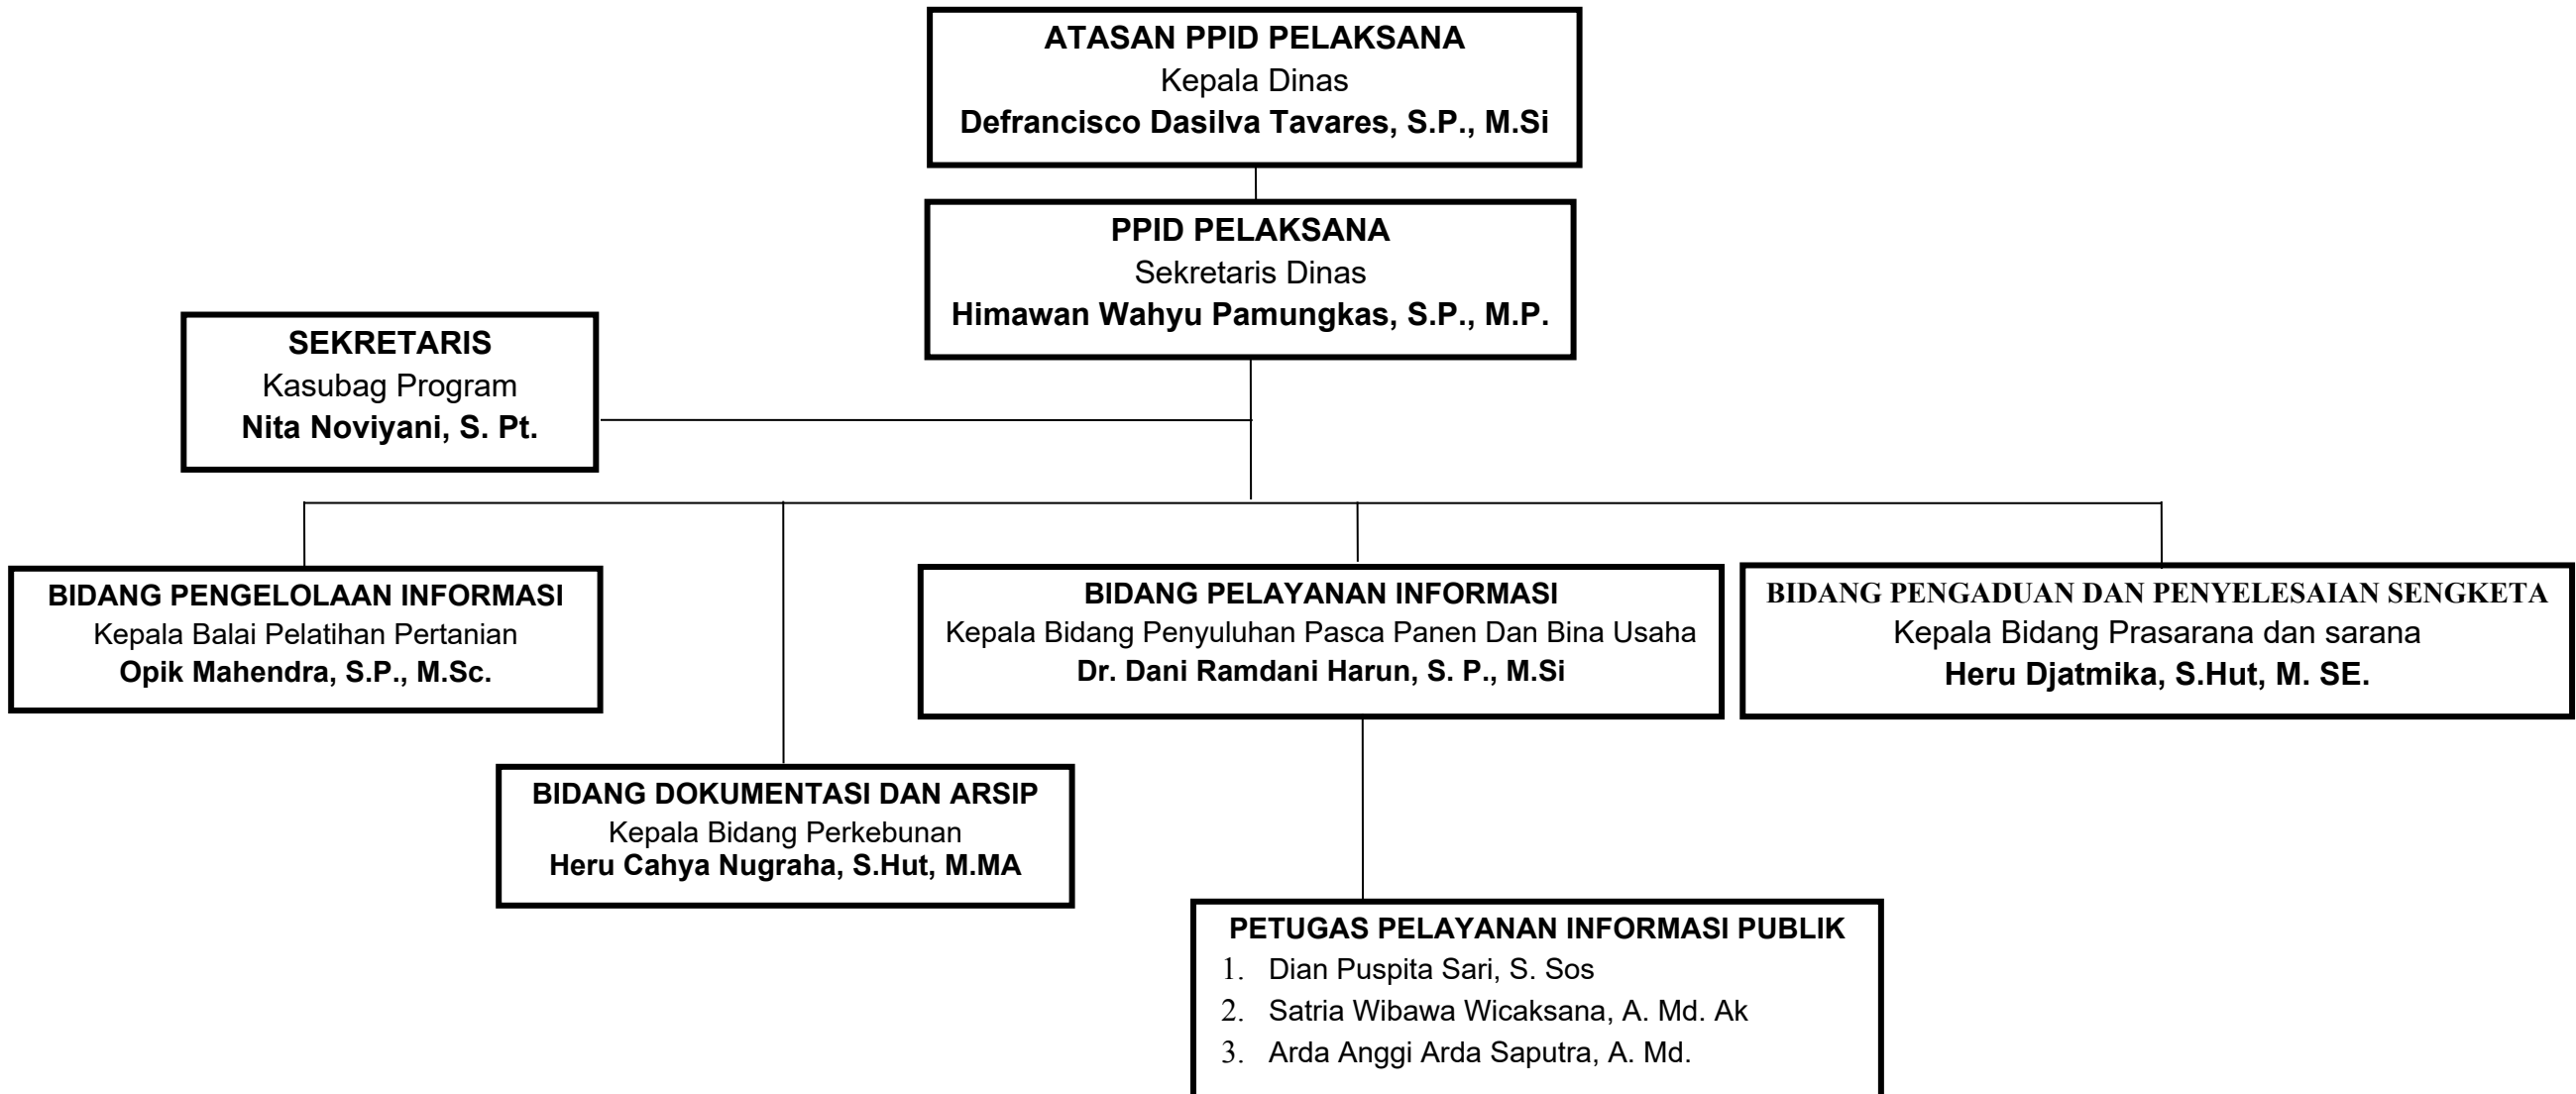 ATASAN PPID PELAKSANA
Kepala Dinas
Defrancisco Dasilva Tavares, S.P., M.Si
PPID PELAKSANA
Sekretaris Dinas
Himawan Wahyu Pamungkas, S.P., M.P.
SEKRETARIS
Kasubag Program
Nita Noviyani, S. Pt.
BIDANG PENGELOLAAN INFORMASI
Kepala Balai Pelatihan Pertanian
Opik Mahendra, S.P., M.Sc.
BIDANG PELAYANAN INFORMASI
Kepala Bidang Penyuluhan Pasca Panen Dan Bina Usaha
Dr. Dani Ramdani Harun, S. P., M.Si
BIDANG PENGADUAN DAN PENYELESAIAN SENGKETA
Kepala Bidang Prasarana dan sarana
Heru Djatmika, S.Hut, M. SE.
BIDANG DOKUMENTASI DAN ARSIP
Kepala Bidang Perkebunan
Heru Cahya Nugraha, S.Hut, M.MA
PETUGAS PELAYANAN INFORMASI PUBLIK
1. Dian Puspita Sari, S. Sos
2. Satria Wibawa Wicaksana, A. Md. Ak
3. Arda Anggi Arda Saputra, A. Md.